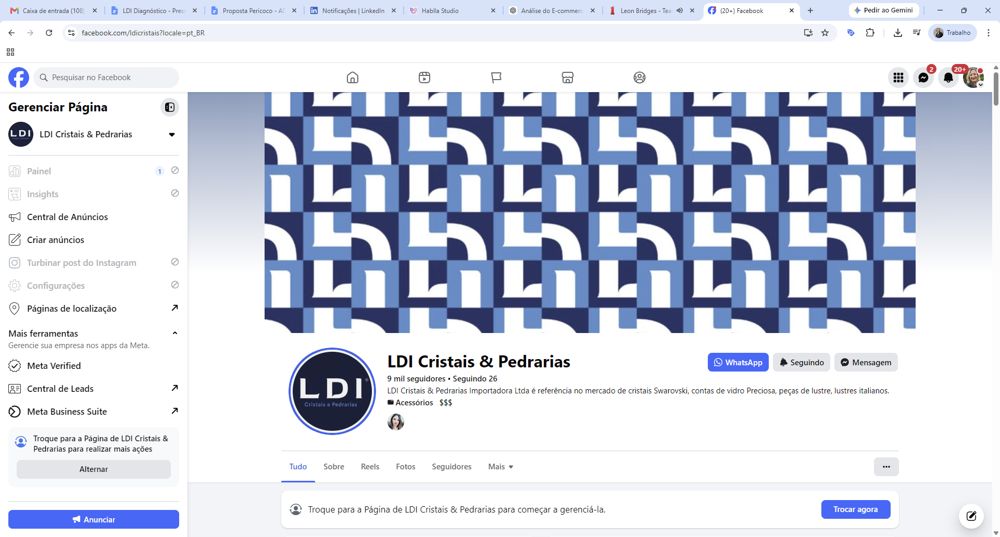 Caixa de entrada (108)
LDI Diagnóstico - Prese
Proposta Pericoco - AD
Notificações | LinkedIn
Hablla Studio
Análise do E-commerc
Leon Bridges - Tea
(20+) Facebook
Pedir ao Gemini
facebook.com/ldicristais?locale=pt_BR
Trabalho
Pesquisar no Facebook
2
20+
Gerenciar Página
LDI
LDI Cristais & Pedrarias
Painel
1
Insights
Central de Anúncios
Criar anúncios
Turbinar post do Instagram
Configurações
Páginas de localização
Mais ferramentas
Gerencie sua empresa nos apps da Meta.
Meta Verified
Central de Leads
Meta Business Suite
Troque para a Página de LDI Cristais &
Pedrarias para realizar mais ações
Alternar
Anunciar
LDI®
Cristais e Pedrarias
LDI Cristais & Pedrarias
9 mil seguidores • Seguindo 26
LDI Cristais & Pedrarias Importadora Ltda é referência no mercado de cristais Swarovski, contas de vidro Preciosa, peças de lustre, lustres italianos.
Acessórios $$$
WhatsApp
Seguindo
Mensagem
Tudo
Sobre
Reels
Fotos
Seguidores
Mais
Troque para a Página de LDI Cristais & Pedrarias para começar a gerenciá-la.
Trocar agora